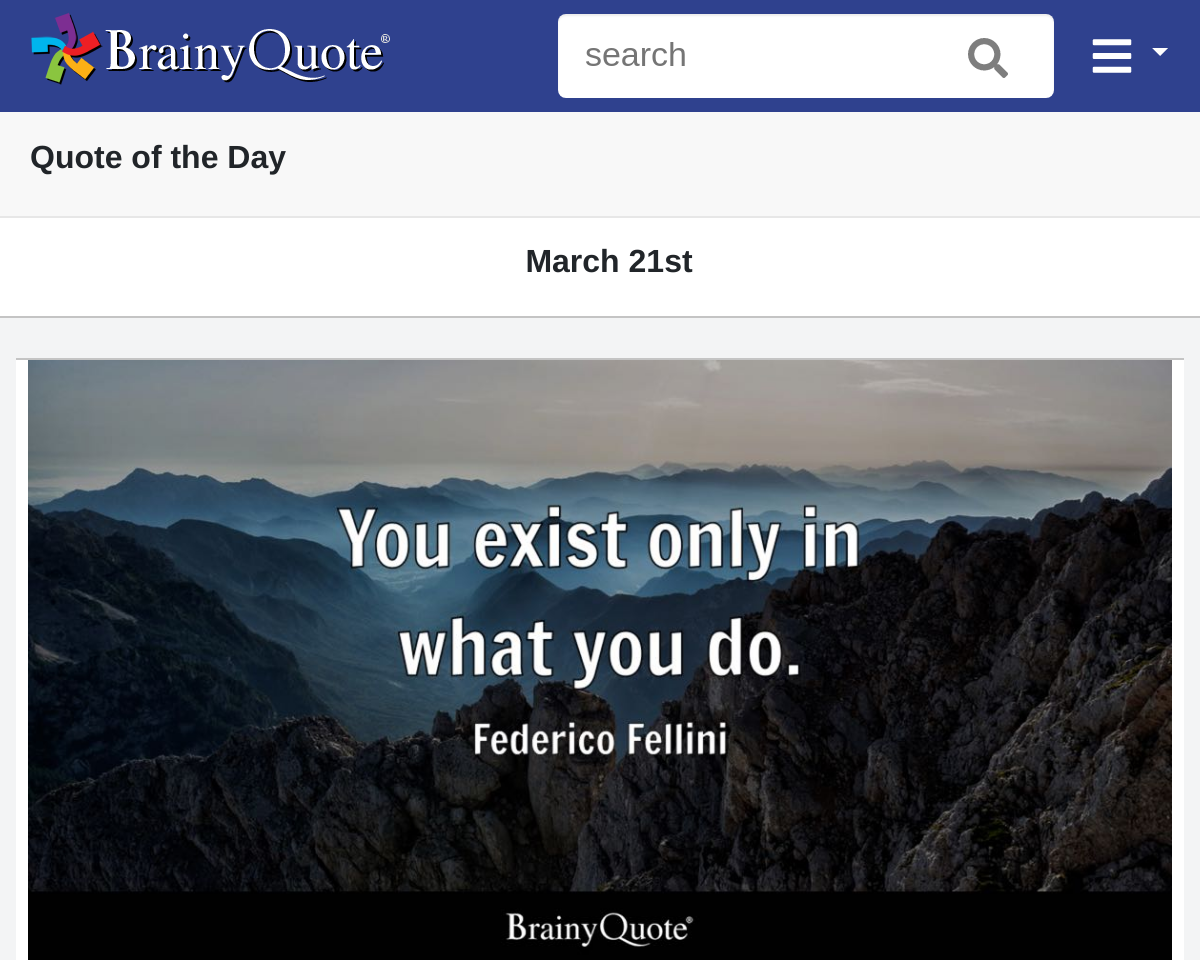 BrainyQuote®
search
Quote of the Day
March 21st
You exist only in
what you do.
Federico Fellini
BrainyQuote®